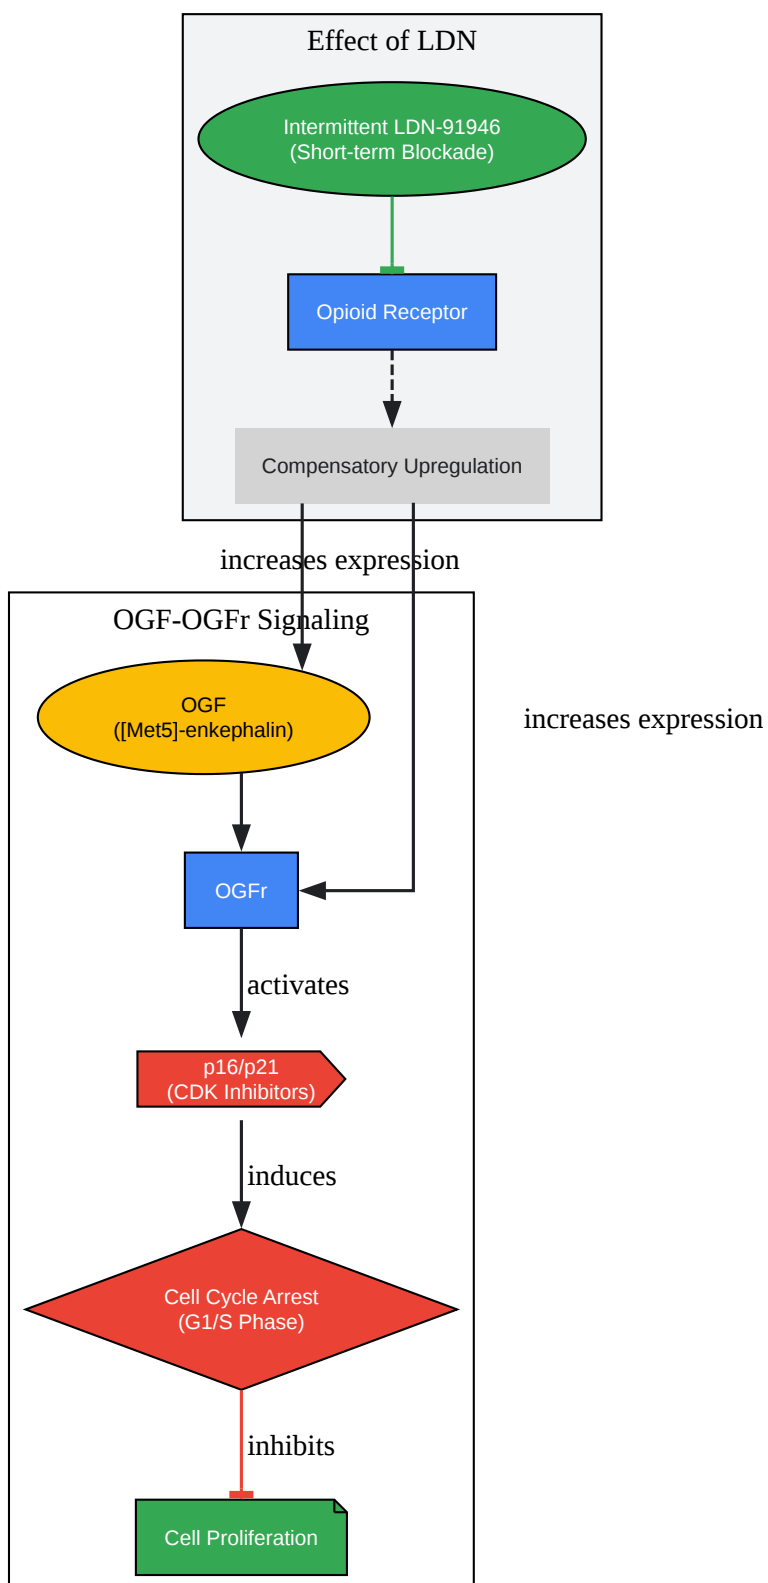 Effect of LDN
Intermittent LDN-91946
(Short-term Blockade)
Opioid Receptor
Compensatory Upregulation
increases expression
OGF-OGFr Signaling
OGF
([Met5]-enkephalin)
increases expression
OGFr
activates
p16/p21
(CDK Inhibitors)
induces
Cell Cycle Arrest
(G1/S Phase)
inhibits
Cell Proliferation